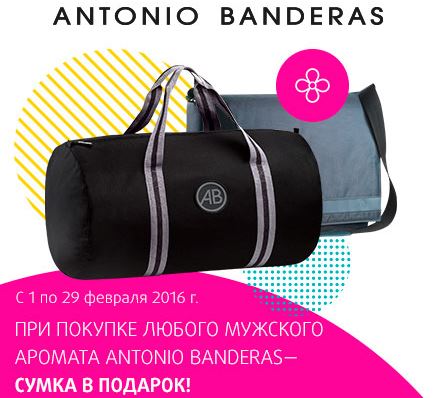 ANTONIO BANDERAS
AB
С 1 по 29 февраля 2016 г.
ПРИ ПОКУПКЕ ЛЮБОГО МУЖСКОГО
АРОМАТА ANTONIO BANDERAS—
СУМКА В ПОДАРОК!